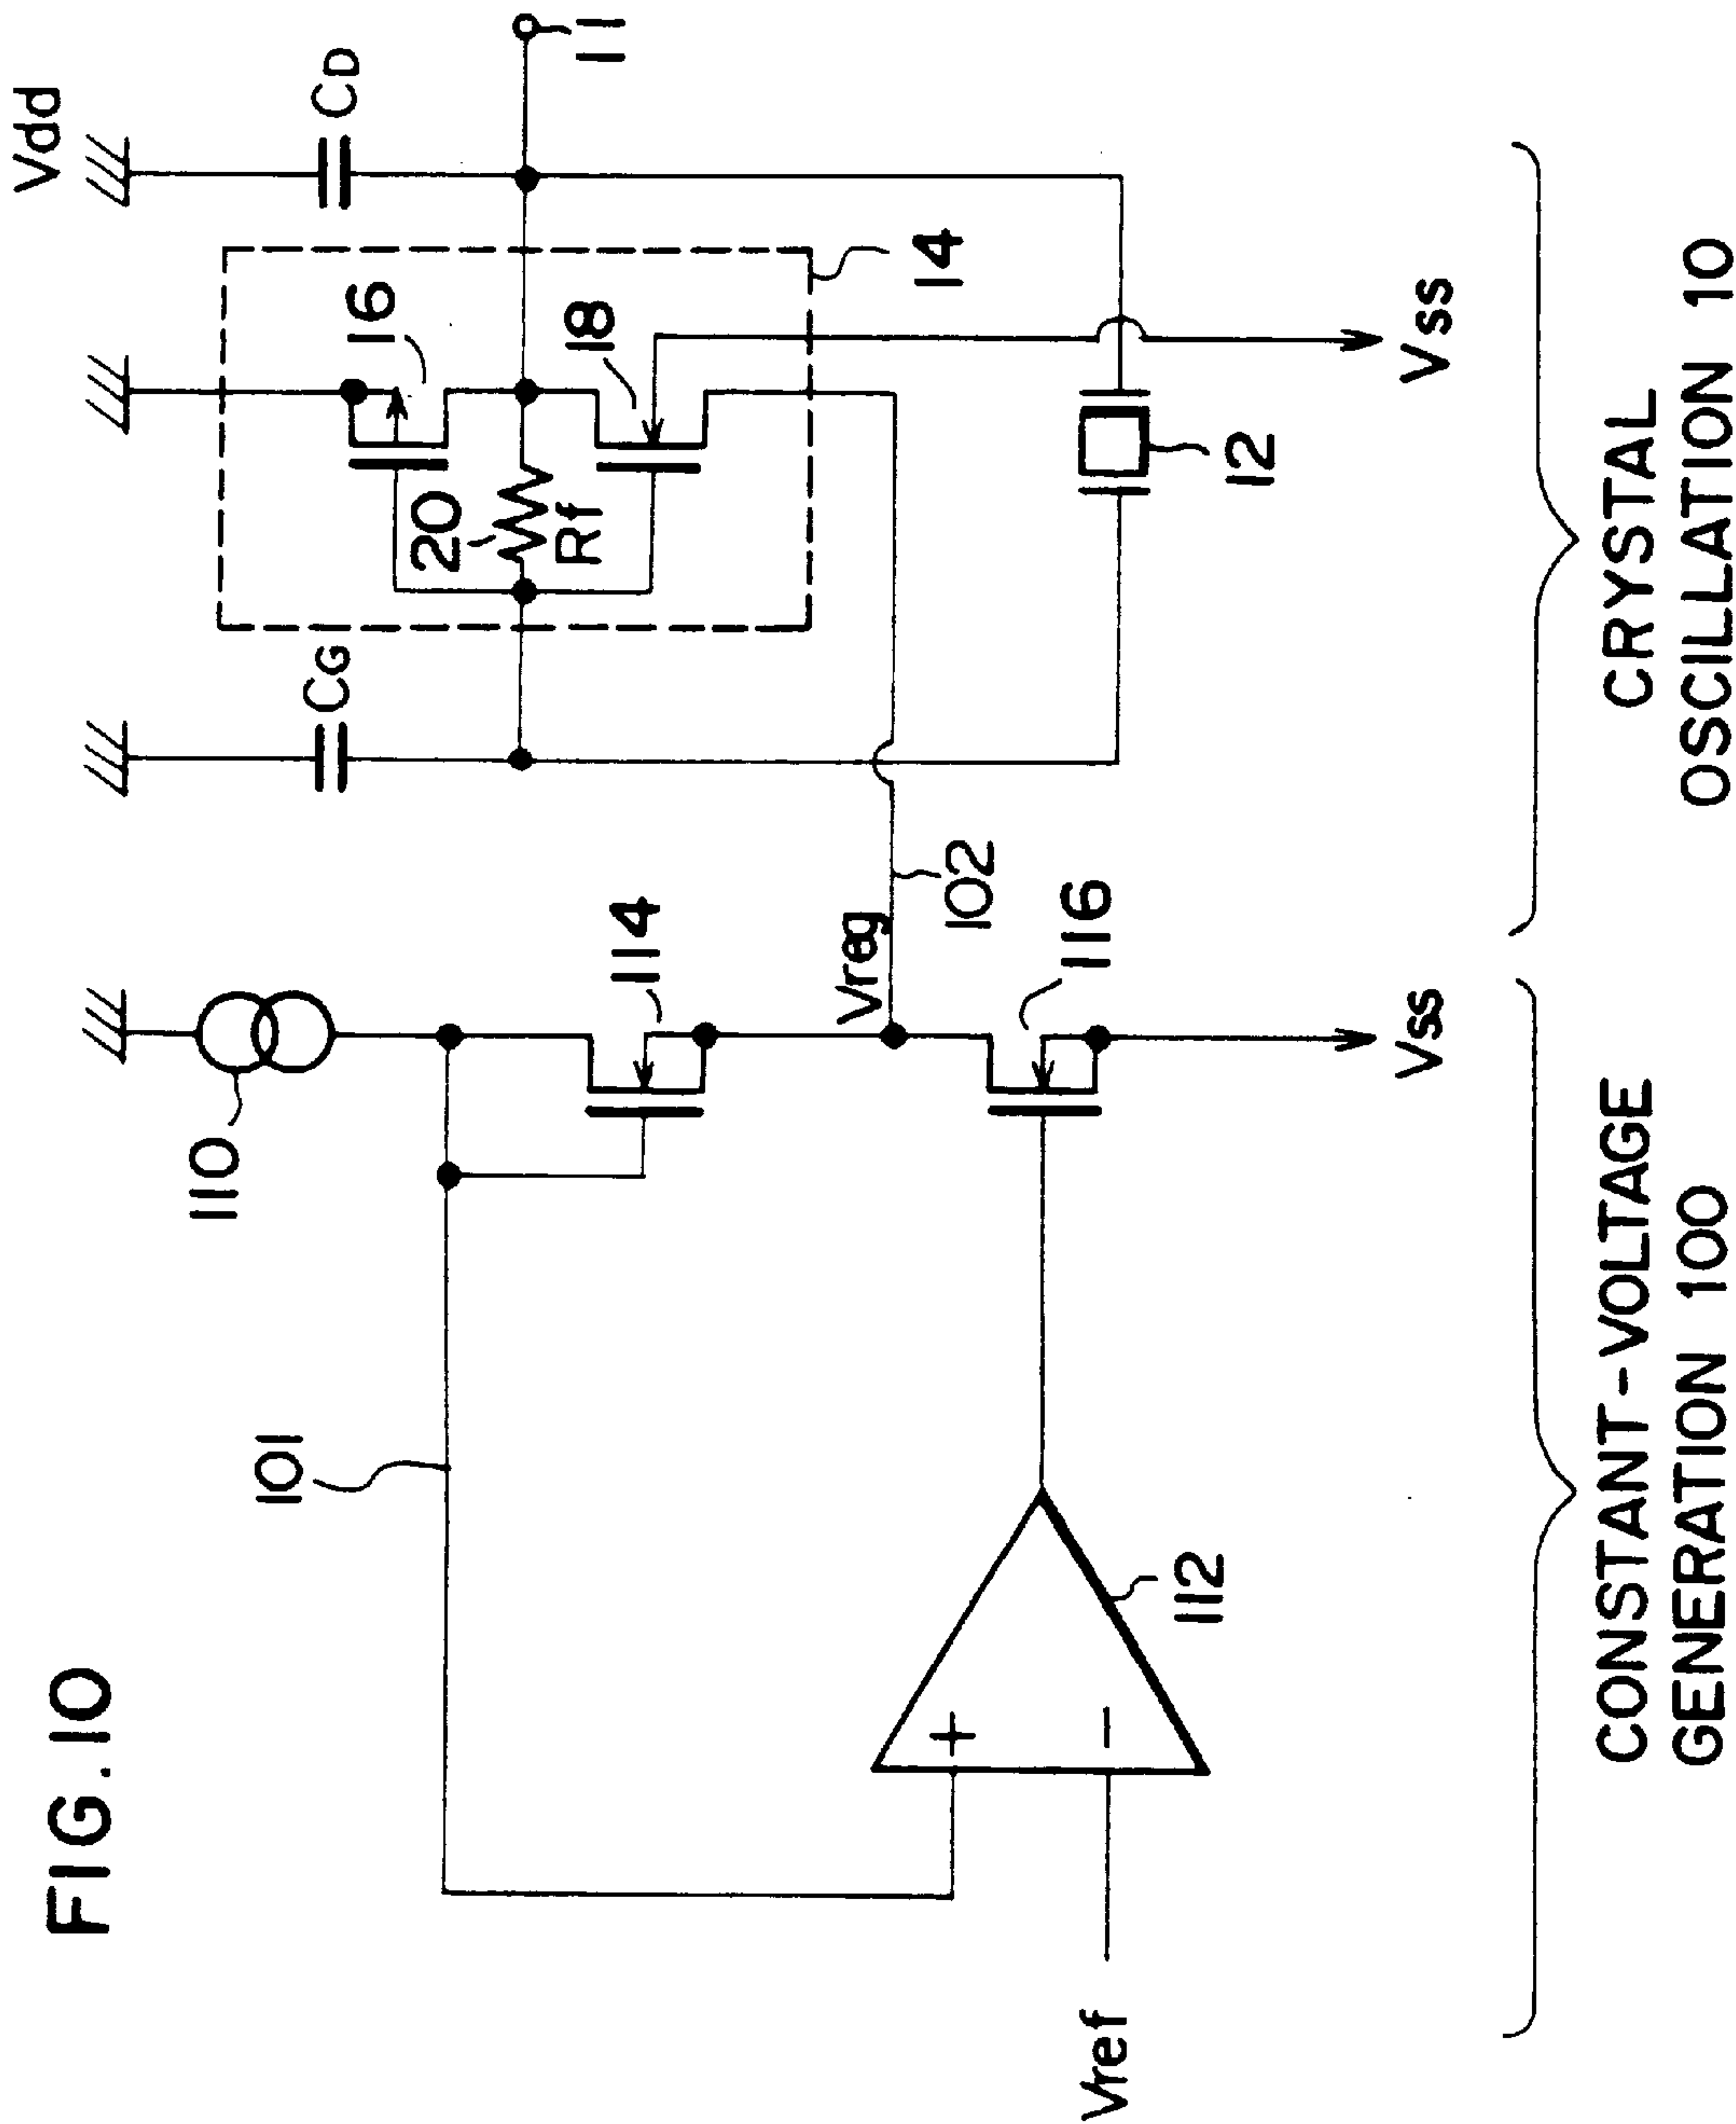 FIG.10
Vdd
110
101
114
Vreg
102
116
Vss
112
Vref
CG
CD
11
16
20
Rf
18
14
12
Vss
CONSTANT-VOLTAGE
GENERATION 100
CRYSTAL
OSCILLATION 10